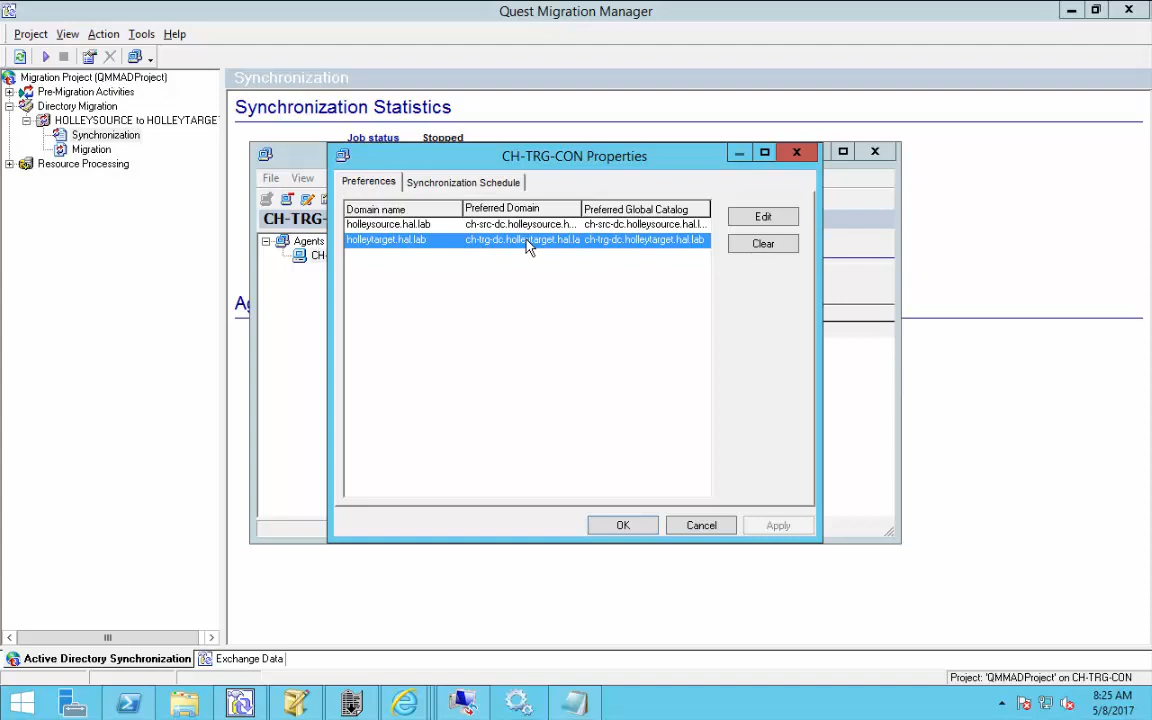 Quest Migration Manager
Project View Action Tools Help
Migration Project (QMMADProject)
Pre-Migration Activities
Directory Migration
HOLLEYSOURCE to HOLLEYTARGE
Synchronization
Migration
Resource Processing
Synchronization
Synchronization Statistics
Job status Stopped
File View
CH-TRG-
Agents
CH-
CH-TRG-CON Properties
Preferences Synchronization Schedule
Domain name Preferred Domain Preferred Global Catalog
holleysource.hal.lab ch-src-dc.holleysource.h... ch-src-dc.holleysource.hal.l...
holleytarget.hal.lab ch-trg-dc.holleytarget.hal.la ch-trg-dc.holleytarget.hal.lab
Edit
Clear
OK Cancel Apply
Active Directory Synchronization Exchange Data
Project: 'QMMADProject' on CH-TRG-CON
8:25 AM
5/8/2017